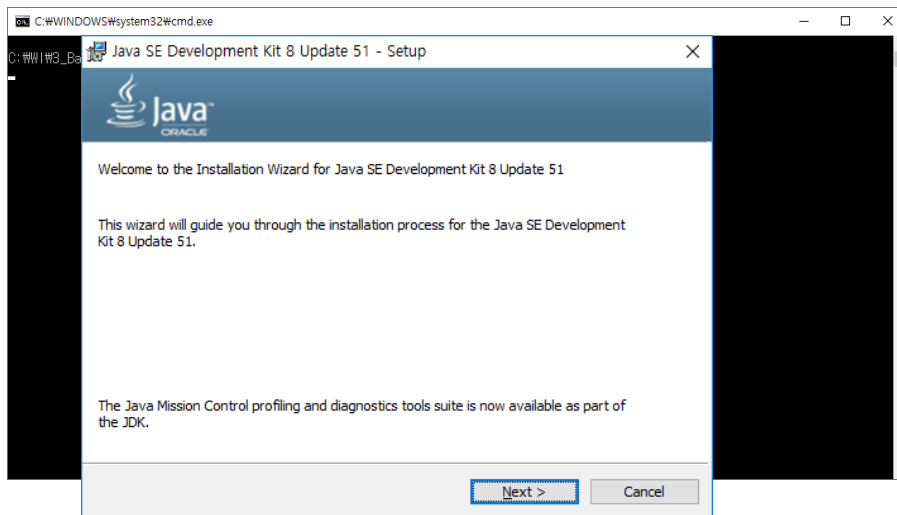 C:₩WINDOWS₩system32₩cmd.exe
C:₩WI₩3_Ba
Java SE Development Kit 8 Update 51 - Setup
Java™
ORACLE
Welcome to the Installation Wizard for Java SE Development Kit 8 Update 51
This wizard will guide you through the installation process for the Java SE Development
Kit 8 Update 51.
The Java Mission Control profiling and diagnostics tools suite is now available as part of
the JDK.
Next >
Cancel